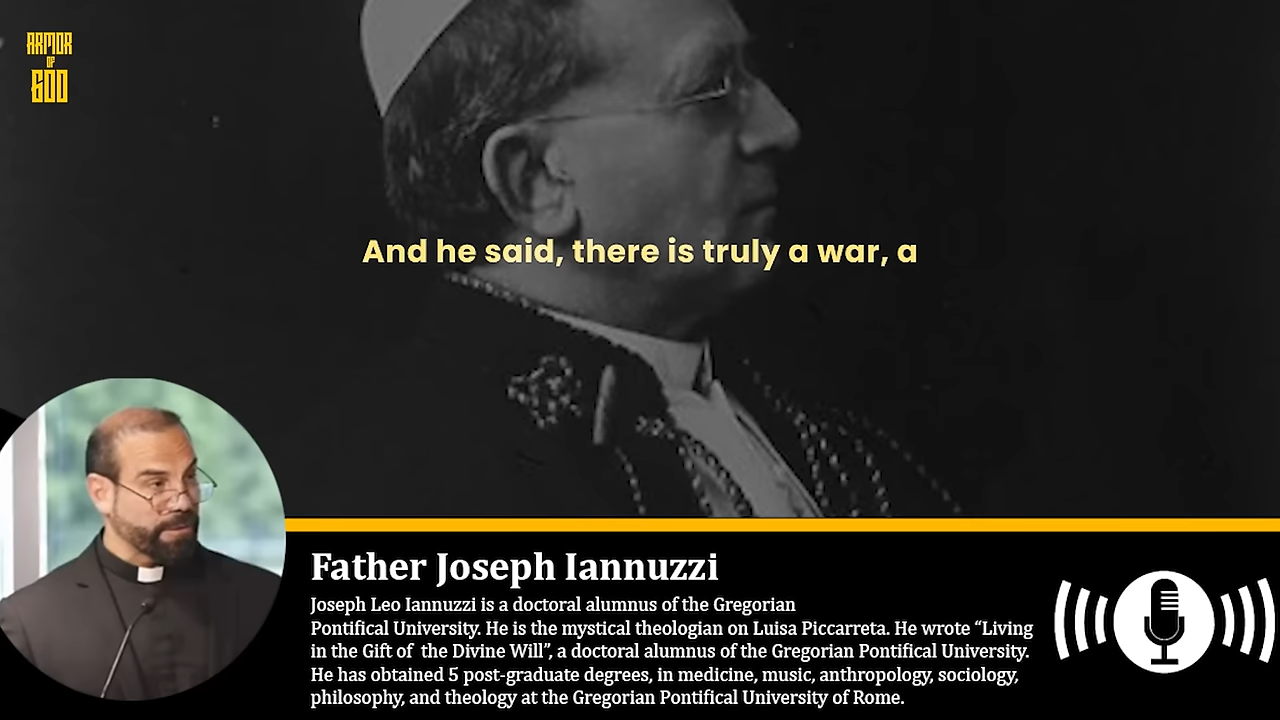 ARMOR
OF
GOD
And he said, there is truly a war, a
Father Joseph Iannuzzi
Joseph Leo Iannuzzi is a doctoral alumnus of the Gregorian
Pontifical University. He is the mystical theologian on Luisa Piccarreta. He wrote “Living
in the Gift of the Divine Will”, a doctoral alumnus of the Gregorian Pontifical University.
He has obtained 5 post-graduate degrees, in medicine, music, anthropology, sociology,
philosophy, and theology at the Gregorian Pontifical University of Rome.